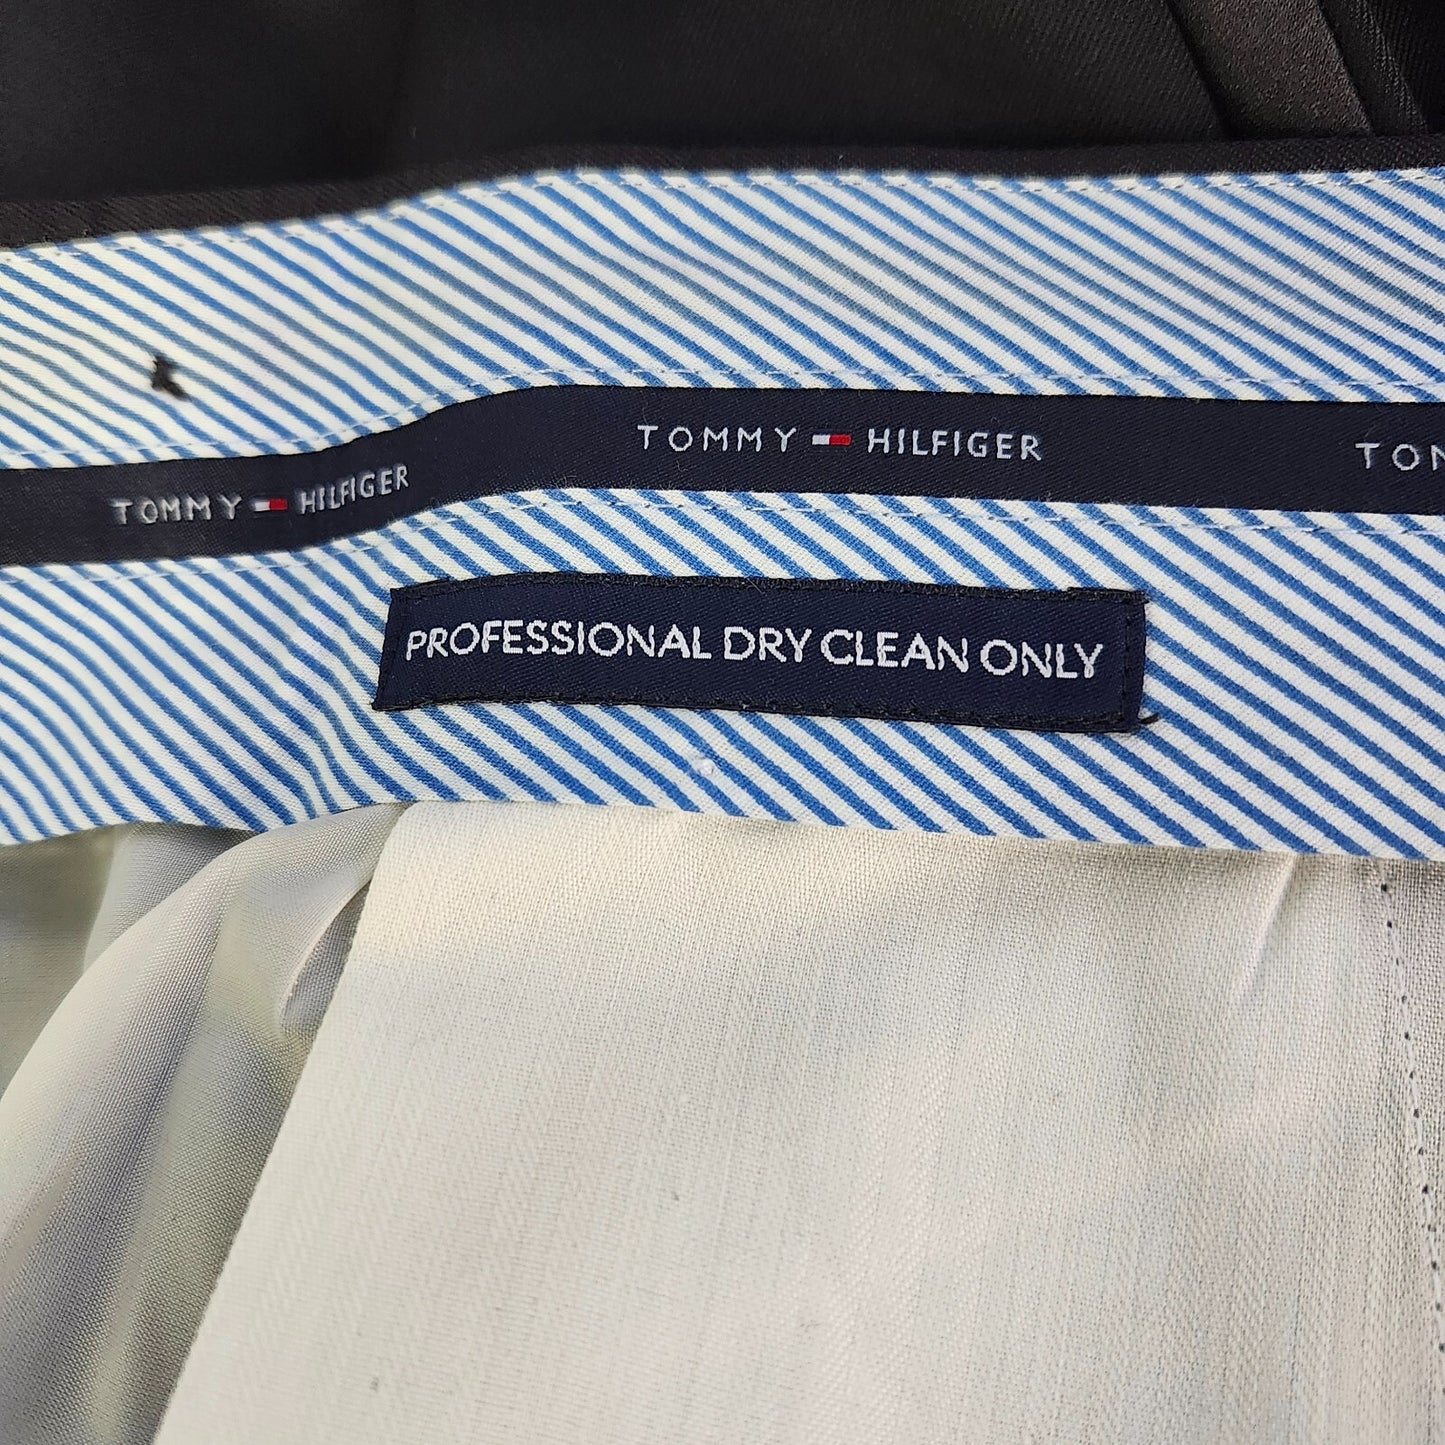 TOMMY HILFIGER TOMMY HILFIGER TOM
PROFESSIONAL DRY CLEAN ONLY